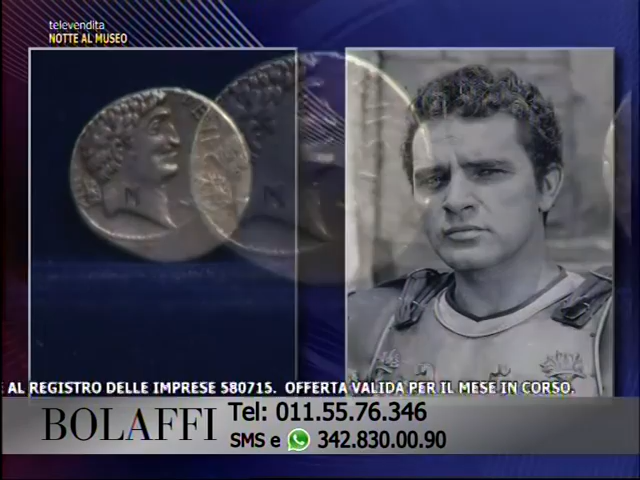 televendita
NOTTE AL MUSEO
N
AL REGISTRO DELLE IMPRESE 580715. OFFERTA VALIDA PER IL MESE IN CORSO.
BOLAFFI
Tel: 011.55.76.346
SMS e 342.830.00.90